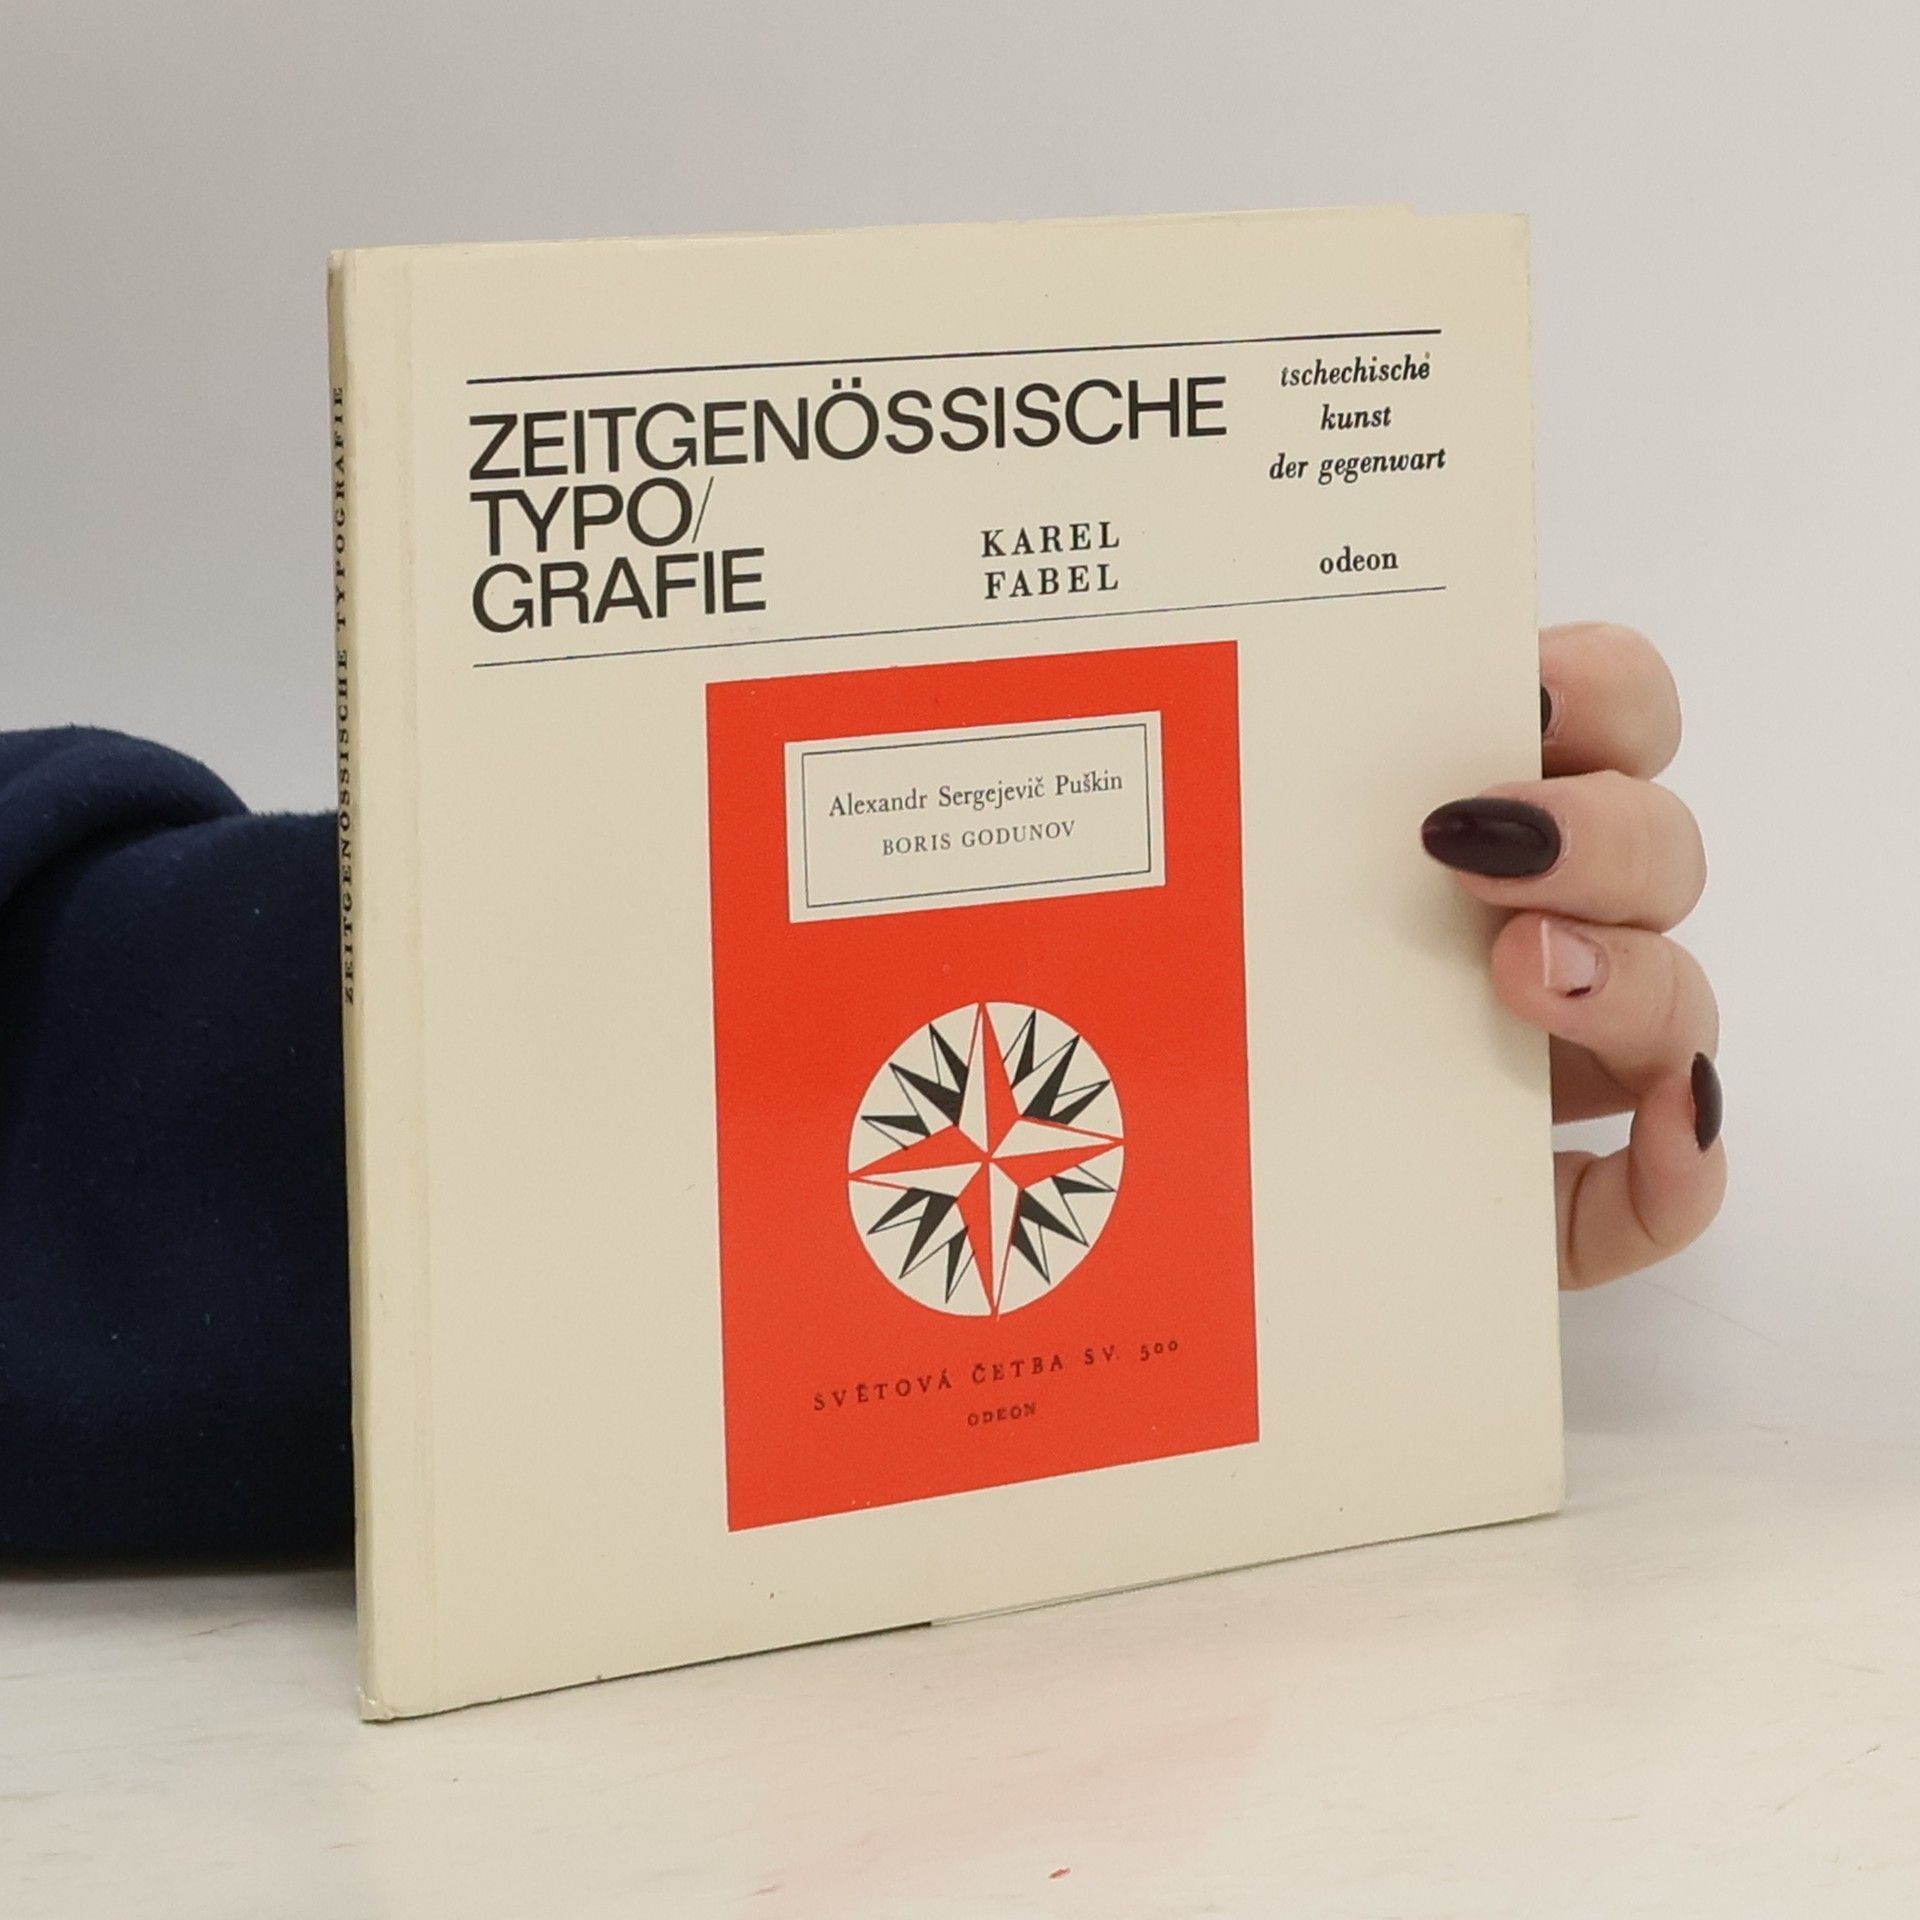 ZEITGENÖSSISCHE TYPOGRAFIE
ZEITGENÖSSISCHE
TYPO/
GRAFIE
KAREL
FABEL
tschechische
kunst
der gegenwart
odeon
Alexandr Sergejevič Puškin
BORIS GODUNOV
SVĚTOVÁ ČETBA SV. 500
ODEON